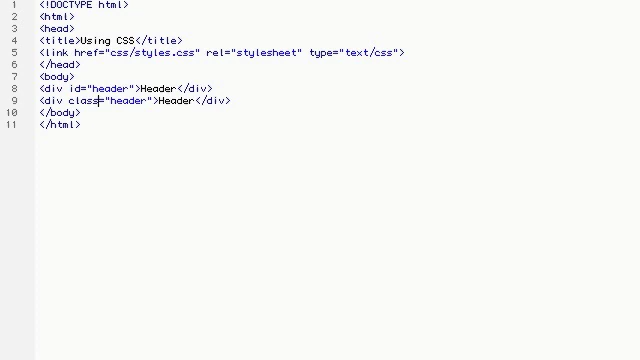 1 <!DOCTYPE html>
2 <html>
3 <head>
4 <title>Using CSS</title>
5 <link href="css/styles.css" rel="stylesheet" type="text/css">
6 </head>
7 <body>
8 <div id="header">Header</div>
9 <div class="header">Header</div>
10 </body>
11 </html>